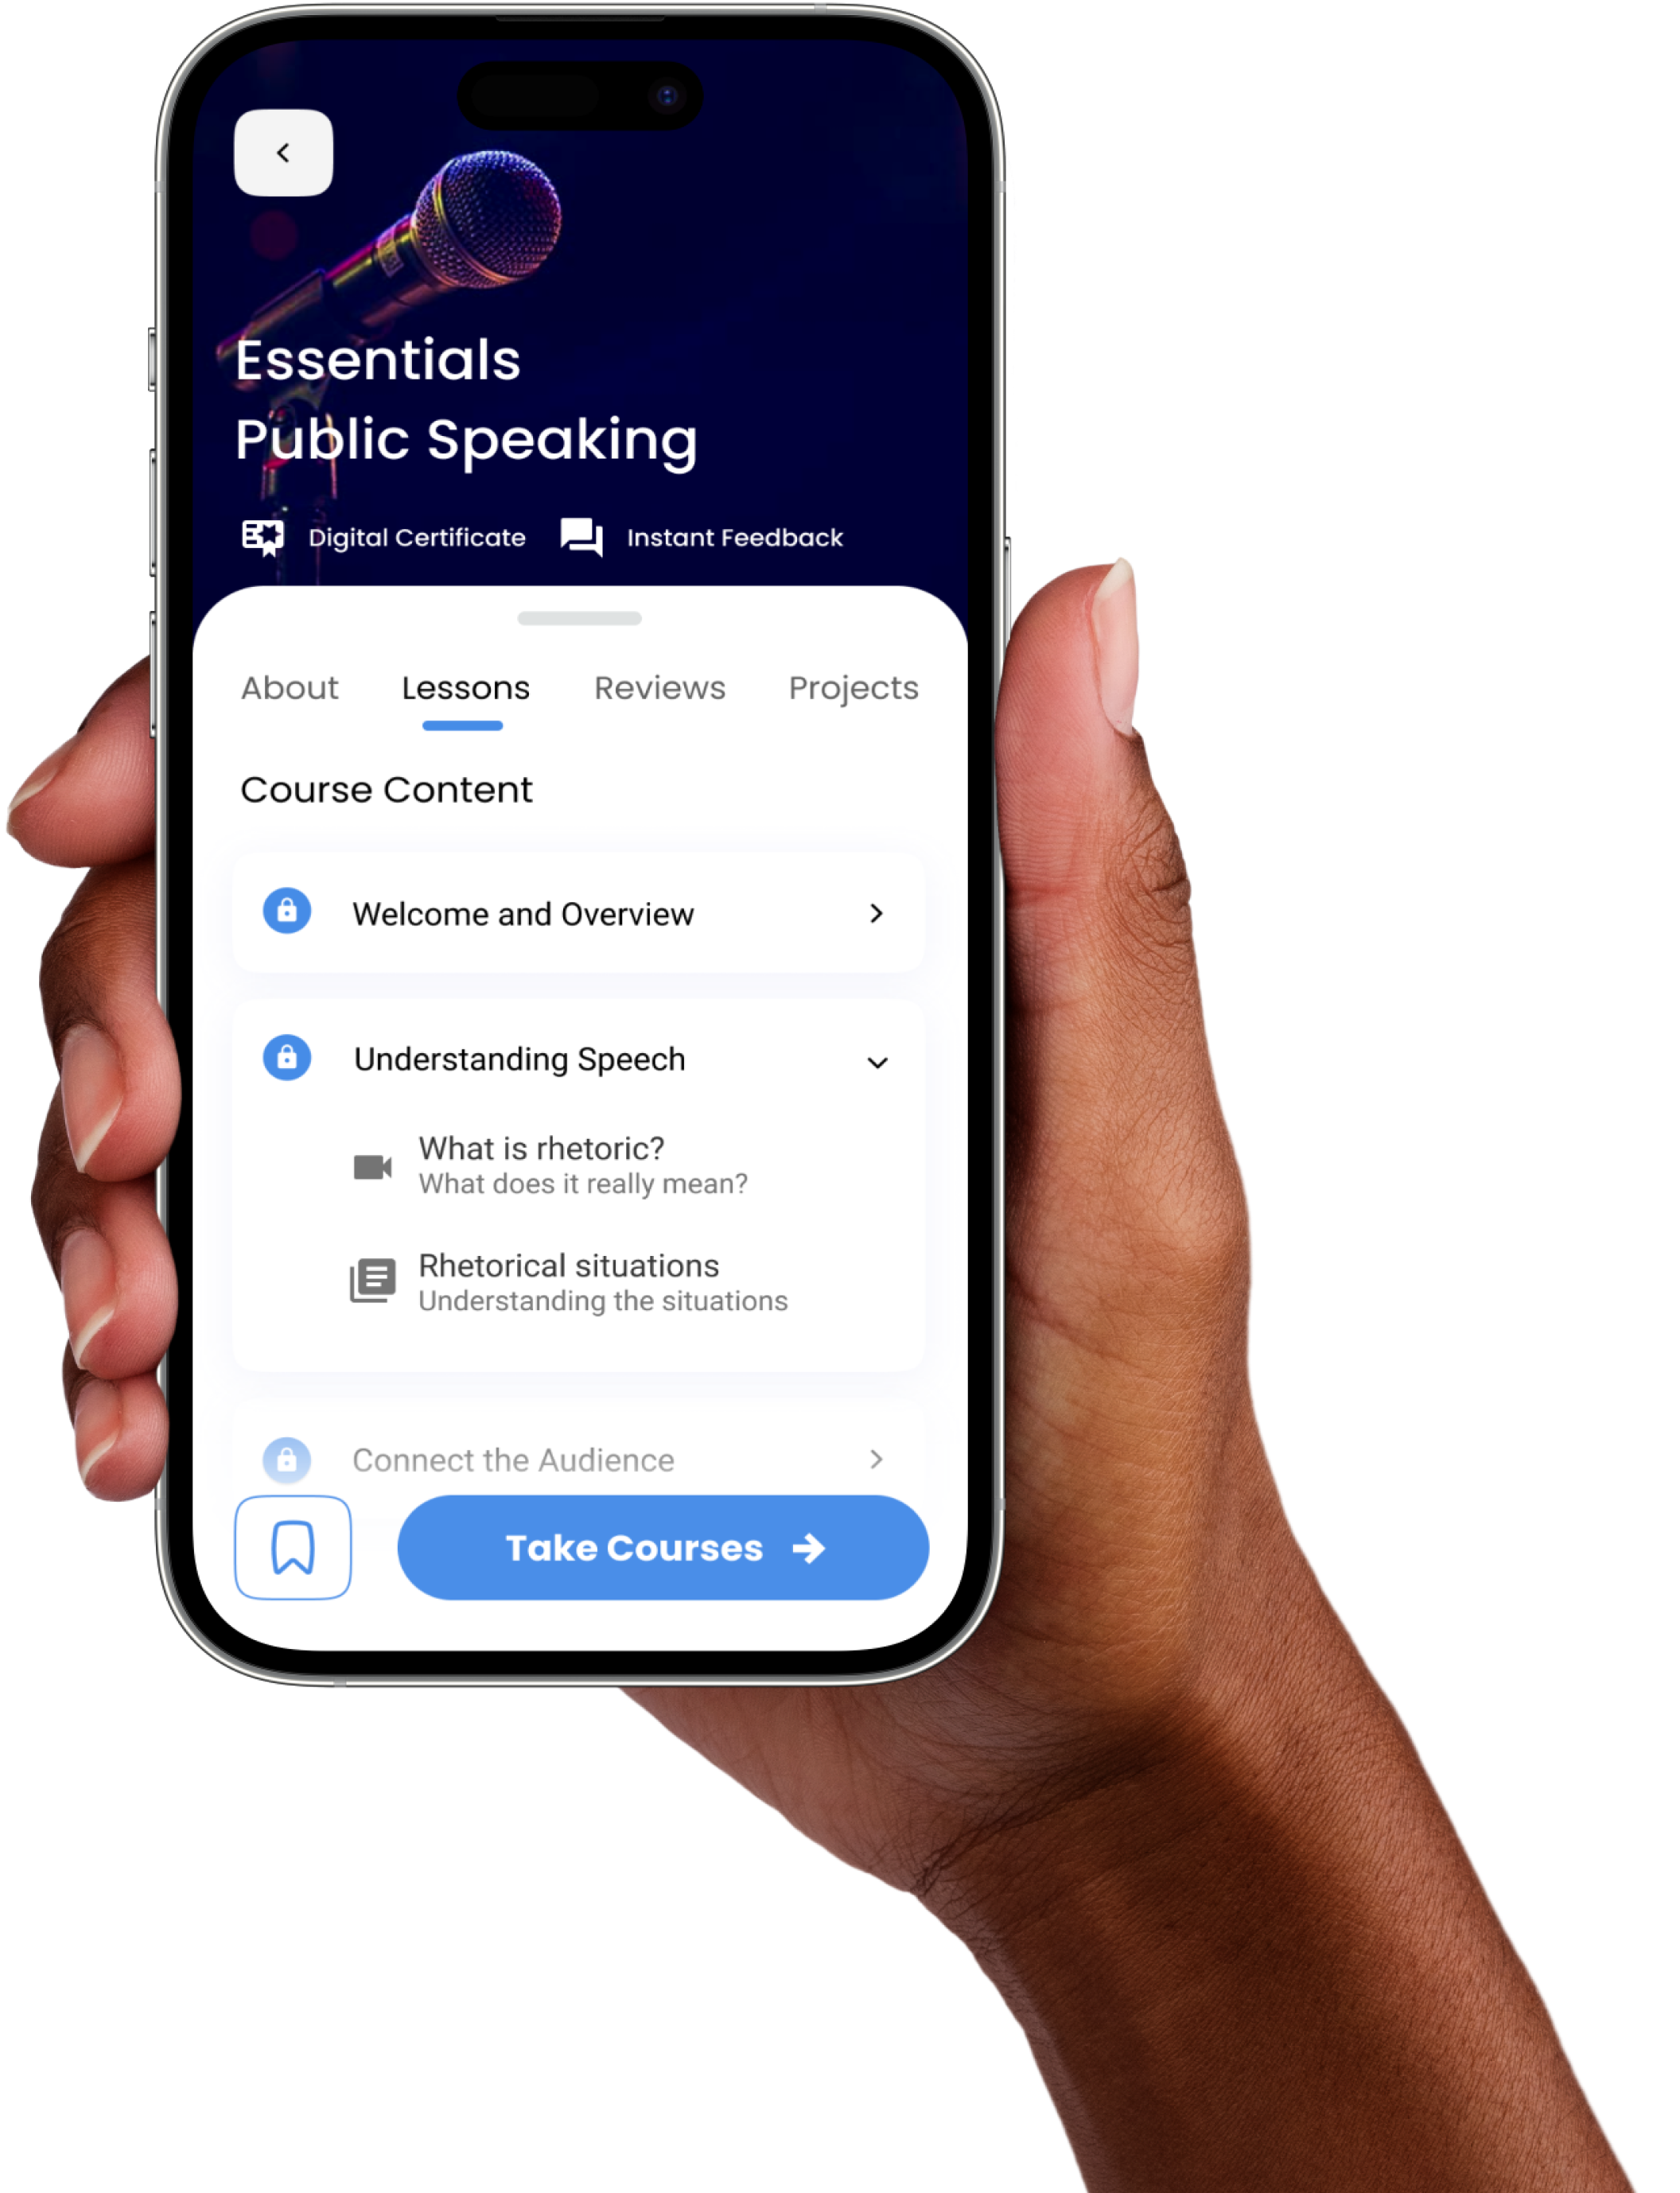 Essentials
Public Speaking
Digital Certificate Instant Feedback
About Lessons Reviews Projects
Course Content
Welcome and Overview
Understanding Speech
What is rhetoric?
What does it really mean?
Rhetorical situations
Understanding the situations
Connect the Audience
Take Courses